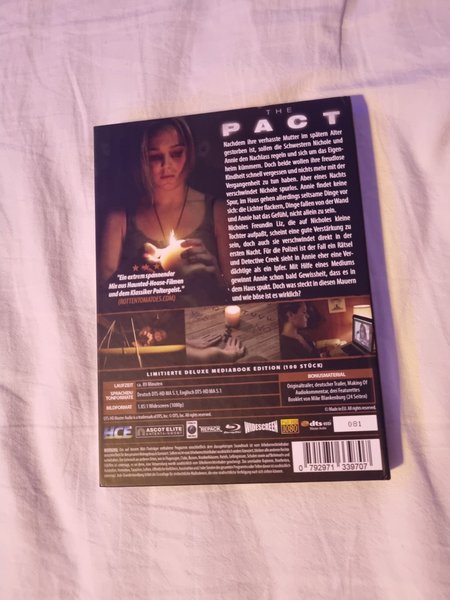 THE
PACT
Nachdem ihre verhasste Mutter im spätern Alter
gestorben ist, sollen die Schwestern Nichole und
Annie den Nachlass regeln und sich um das Eigen-
heim kümmern. Doch beide wollen ihre freudlose
Kindheit schnell vergessen und nichts mehr mit der
Vergangenheit zu tun haben. Aber eines Nachts
verschwindet Nichole spurlos. Annie findet keine
Spur, im Haus gehen allerdings seltsame Dinge vor
sich: die Lichter flackern, Dinge fallen von der Wand
und Annie hat das Gefühl, nicht allein zu sein.
Nicholes Freundin Liz, die auf Nicholes kleine
Tochter aufpaßt, scheint eine gute Verstärkung zu
sein, doch auch sie verschwindet direkt in der
ersten Nacht. Für die Polizei ist der Fall ein Rätsel
und Detective Creek sieht in Annie eher eine Ver-
dächtige als ein Opfer. Mit Hilfe eines Mediums
gewinnt Annie schon bald Gewissheit, dass es in
dem Haus spukt. Doch was steckt in diesen Mauern
und wie böse ist es wirklich?
"Ein extrem spannender
Mix aus Haunted-House-Filmen
und dem Klassiker Poltergeist."
(ROTTENTOMATOES.COM)
LIMITIERTE DELUXE MEDIABOOK EDITION (100 STÜCK)
LAUFZEIT ca. 89 Minuten
SPRACHEN/TONFORMATE Deutsch DTS-HD MA 5.1, Englisch DTS-HD MA 5.1
BILDFORMAT 1.85:1 Widescreen (1080p)
BONUSMATERIAL
Originaltrailer, deutscher Trailer, Making Of
Audiokommentar, drei Featurettes
Booklet von Mike Blankenburg (24 Seiten)
081
HCE
ASCOT ELITE
ENTERTAINMENT
REPACK
WIDESCREEN
1080
dts
0 792971 339707